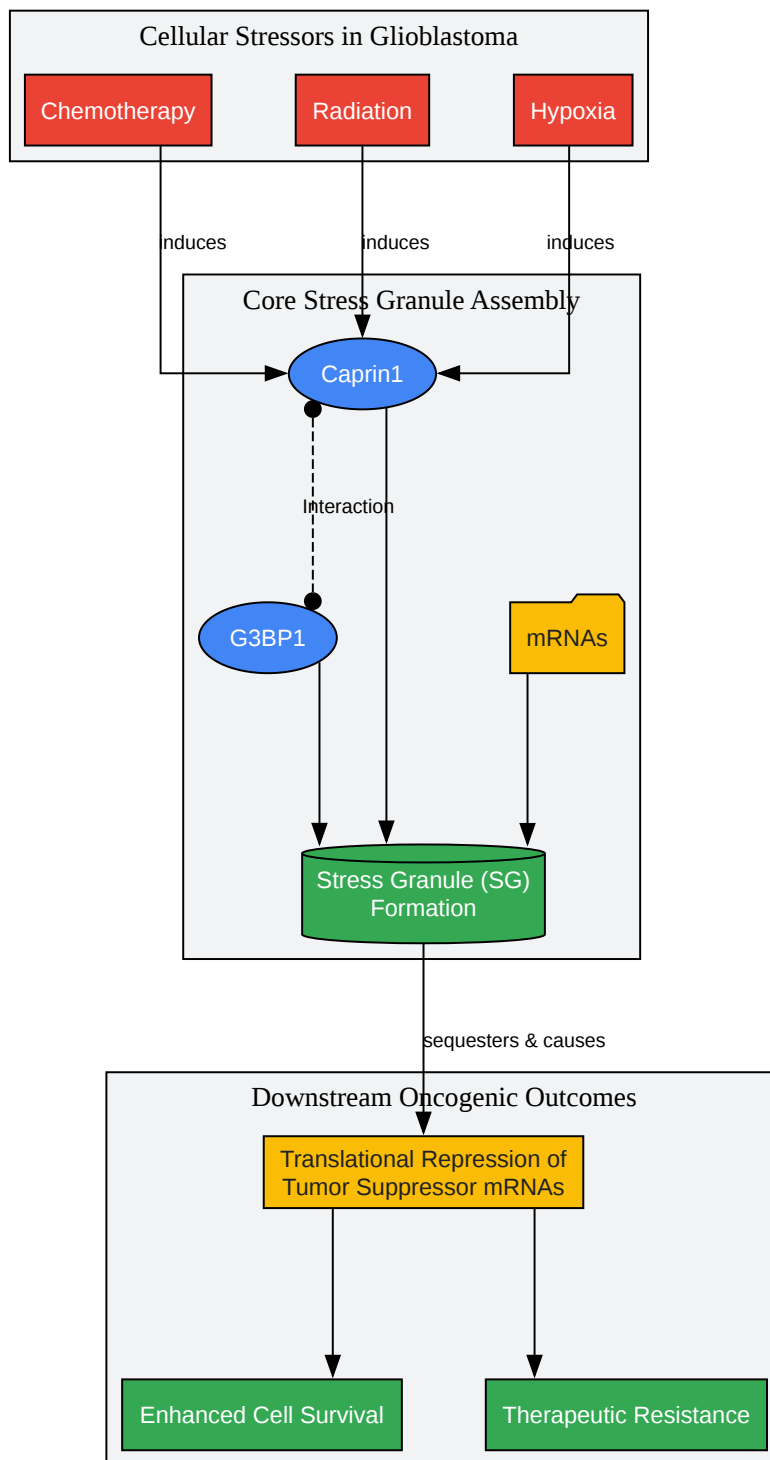 Cellular Stressors in Glioblastoma
Chemotherapy
Radiation
Hypoxia
induces
induces
induces
Core Stress Granule Assembly
Caprin1
Interaction
G3BP1
mRNAs
Stress Granule (SG)
Formation
sequesters & causes
Downstream Oncogenic Outcomes
Translational Repression of
Tumor Suppressor mRNAs
Enhanced Cell Survival
Therapeutic Resistance